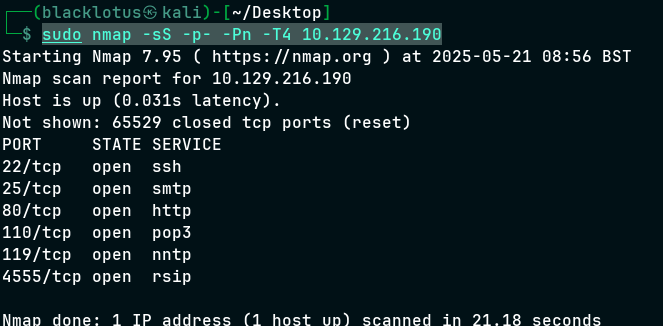 ┌──(blacklotus㉿kali)-[~/Desktop]
└─$ sudo nmap -sS -p- -Pn -T4 10.129.216.190
Starting Nmap 7.95 ( https://nmap.org ) at 2025-05-21 08:56 BST
Nmap scan report for 10.129.216.190
Host is up (0.031s latency).
Not shown: 65529 closed tcp ports (reset)
PORT     STATE SERVICE
22/tcp   open  ssh
25/tcp   open  smtp
80/tcp   open  http
110/tcp  open  pop3
119/tcp  open  nntp
4555/tcp open  rsip
Nmap done: 1 IP address (1 host up) scanned in 21.18 seconds